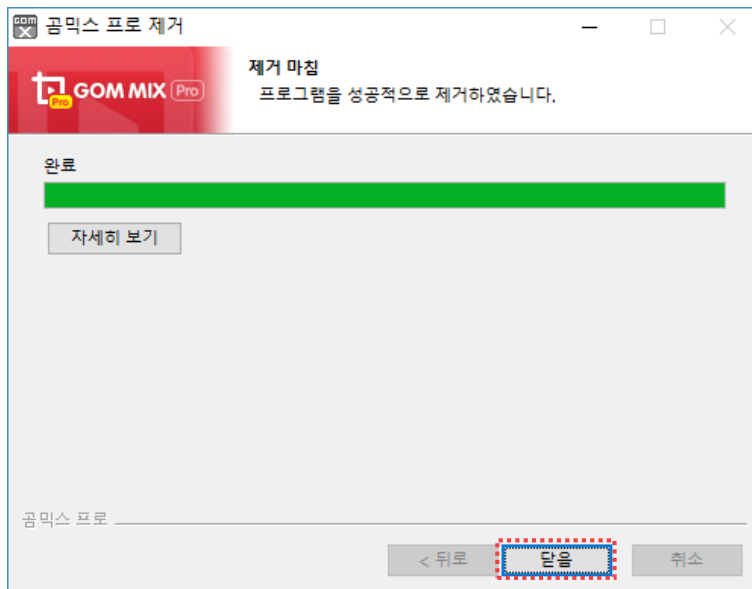 곰믹스 프로 제거
GOM MIX Pro
제거 마침
프로그램을 성공적으로 제거하였습니다.
완료
자세히 보기
곰믹스 프로
< 뒤로
닫음
취소